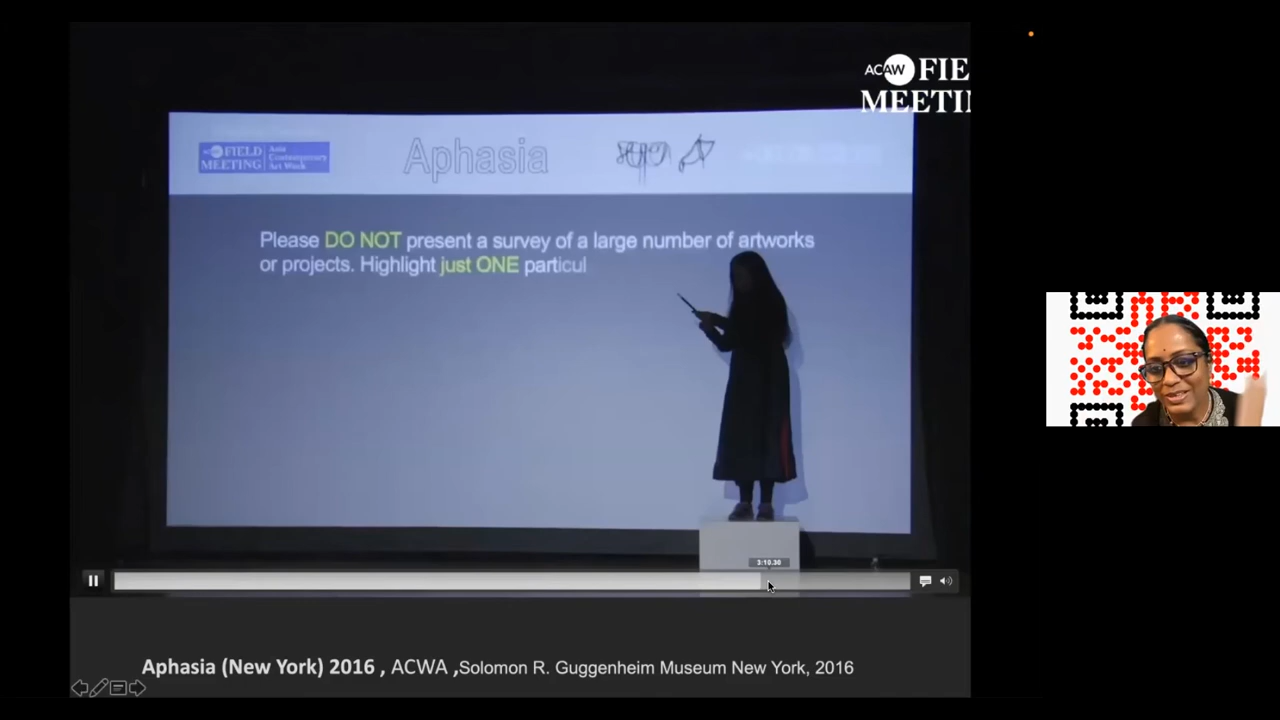 ACAW FIE
MEETIN
FIELD
MEETING
Asia
Contemporary
Art Week
Aphasia
Please DO NOT present a survey of a large number of artworks
or projects. Highlight just ONE particul
3:10.30
Aphasia (New York) 2016 , ACWA ,Solomon R. Guggenheim Museum New York, 2016